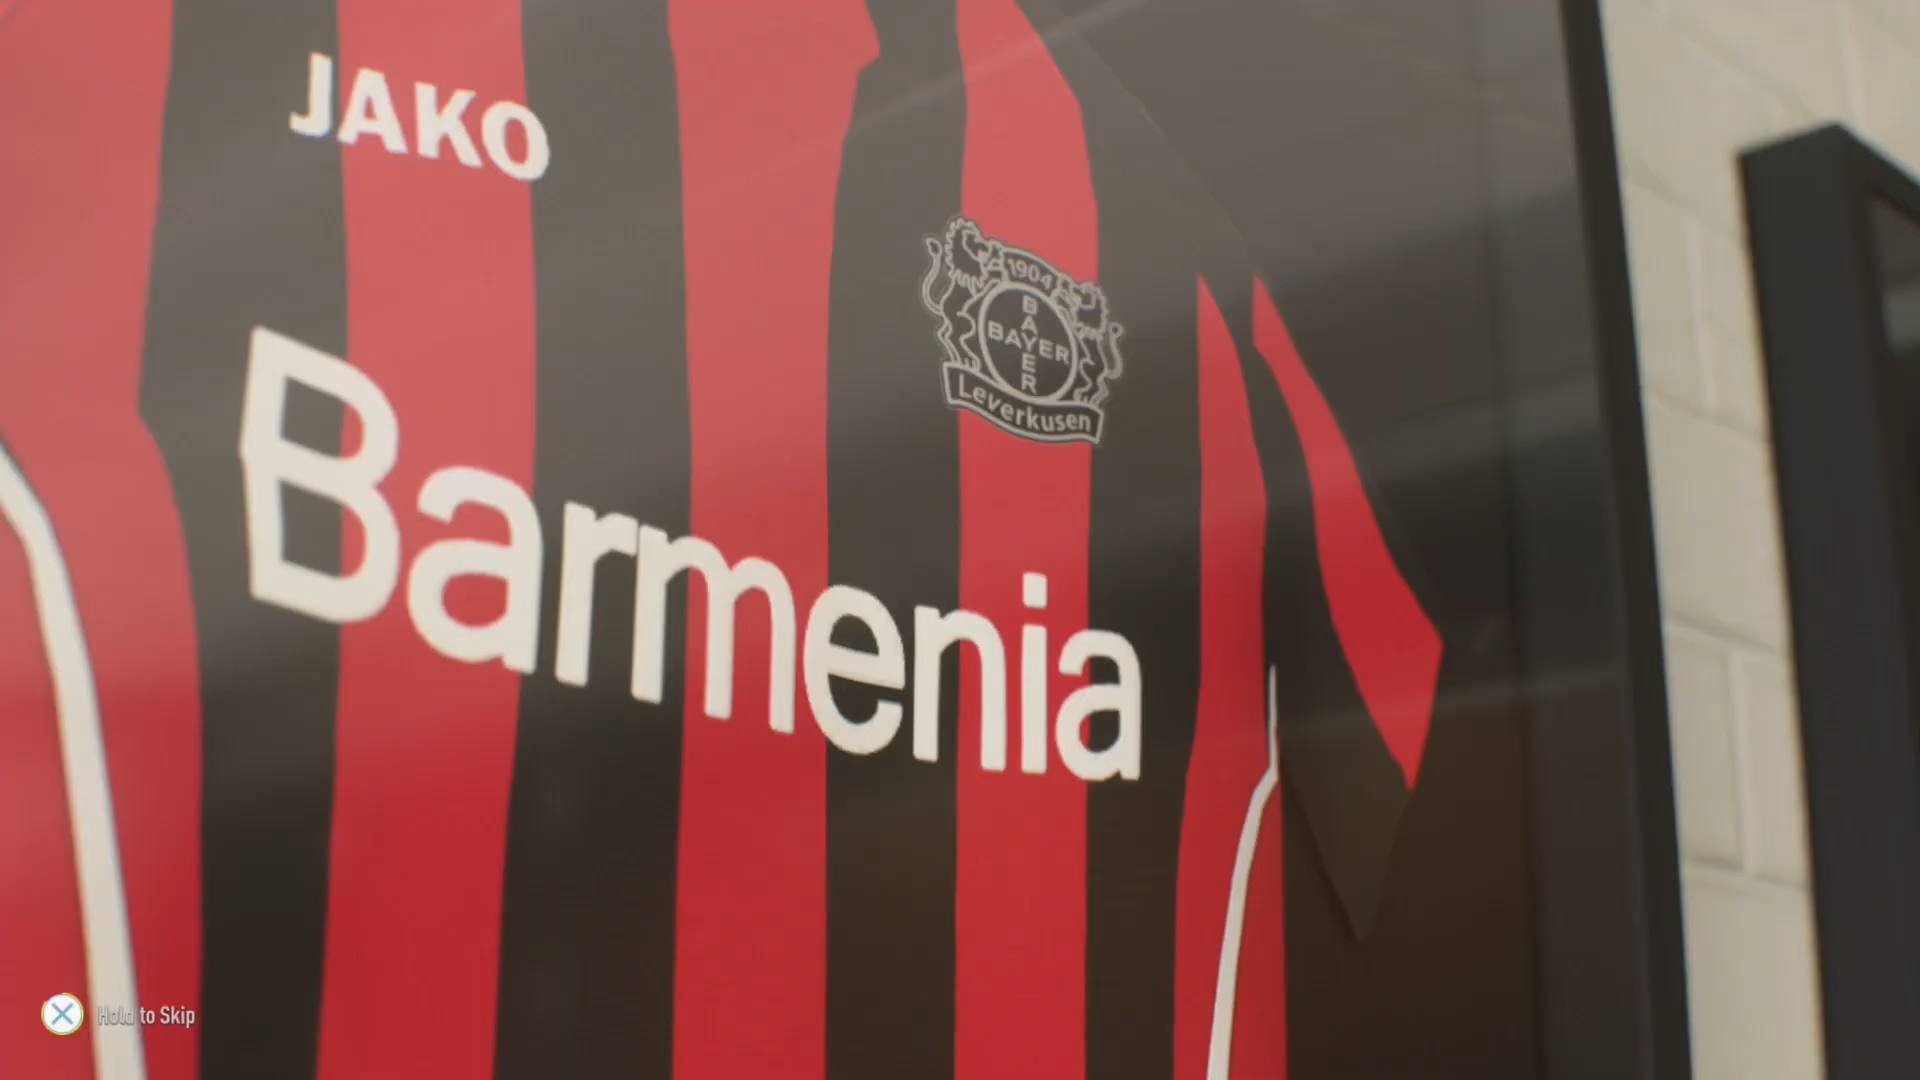 JAKO
1904
BAYER
BAYER
Leverkusen
Barmenia
Hold to Skip